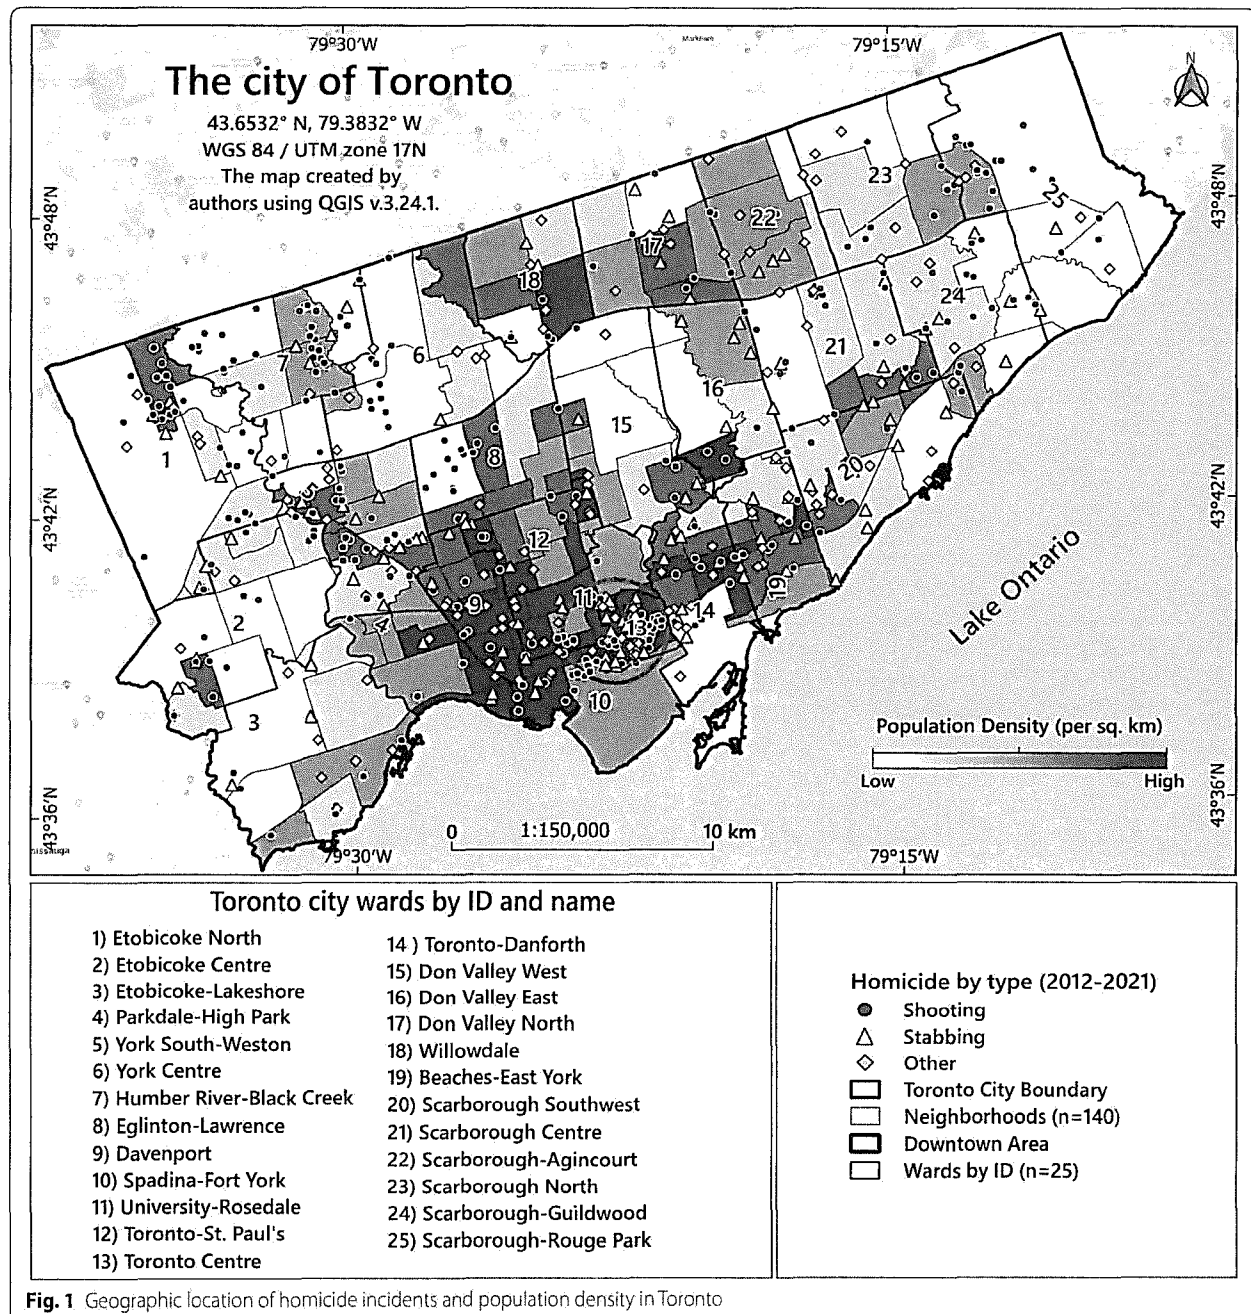 Markham
79°30'W
79°15'W
The city of Toronto
N
43.6532° N, 79.3832° W
WGS 84 / UTM zone 17N
The map created by
authors using QGIS v.3.24.1.
43°48'N
43°48'N
23
25
22
17
18
24
7
6
21
16
15
1
8
20
43°42'N
43°42'N
5
12
Lake Ontario
19
9
11
14
2
4
13
10
3
Population Density (per sq. km)
Low
High
43°36'N
43°36'N
0
1:150,000
10 km
79°30'W
79°15'W
Toronto city wards by ID and name
1) Etobicoke North
2) Etobicoke Centre
3) Etobicoke-Lakeshore
4) Parkdale-High Park
5) York South-Weston
6) York Centre
7) Humber River-Black Creek
8) Eglinton-Lawrence
9) Davenport
10) Spadina-Fort York
11) University-Rosedale
12) Toronto-St. Paul's
13) Toronto Centre
14 ) Toronto-Danforth
15) Don Valley West
16) Don Valley East
17) Don Valley North
18) Willowdale
19) Beaches-East York
20) Scarborough Southwest
21) Scarborough Centre
22) Scarborough-Agincourt
23) Scarborough North
24) Scarborough-Guildwood
25) Scarborough-Rouge Park
Homicide by type (2012-2021)
Shooting
Stabbing
Other
Toronto City Boundary
Neighborhoods (n=140)
Downtown Area
Wards by ID (n=25)
Fig. 1 Geographic location of homicide incidents and population density in Toronto